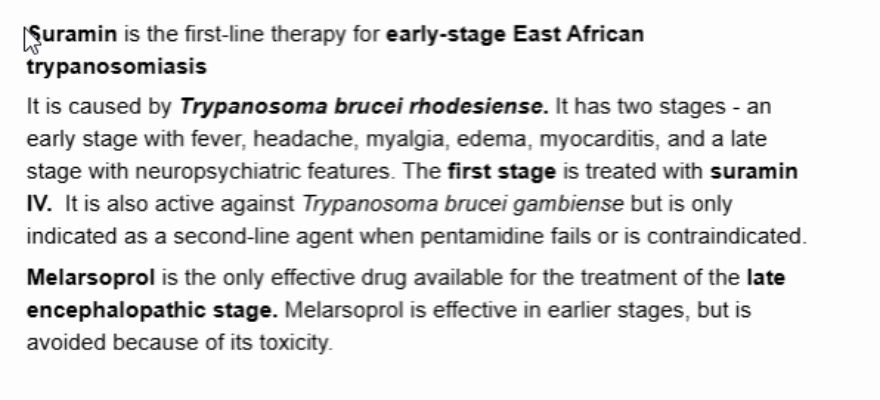 Suramin is the first-line therapy for early-stage East African
trypanosomiasis
It is caused by Trypanosoma brucei rhodesiense. It has two stages - an
early stage with fever, headache, myalgia, edema, myocarditis, and a late
stage with neuropsychiatric features. The first stage is treated with suramin
IV. It is also active against Trypanosoma brucei gambiense but is only
indicated as a second-line agent when pentamidine fails or is contraindicated.
Melarsoprol is the only effective drug available for the treatment of the late
encephalopathic stage. Melarsoprol is effective in earlier stages, but is
avoided because of its toxicity.